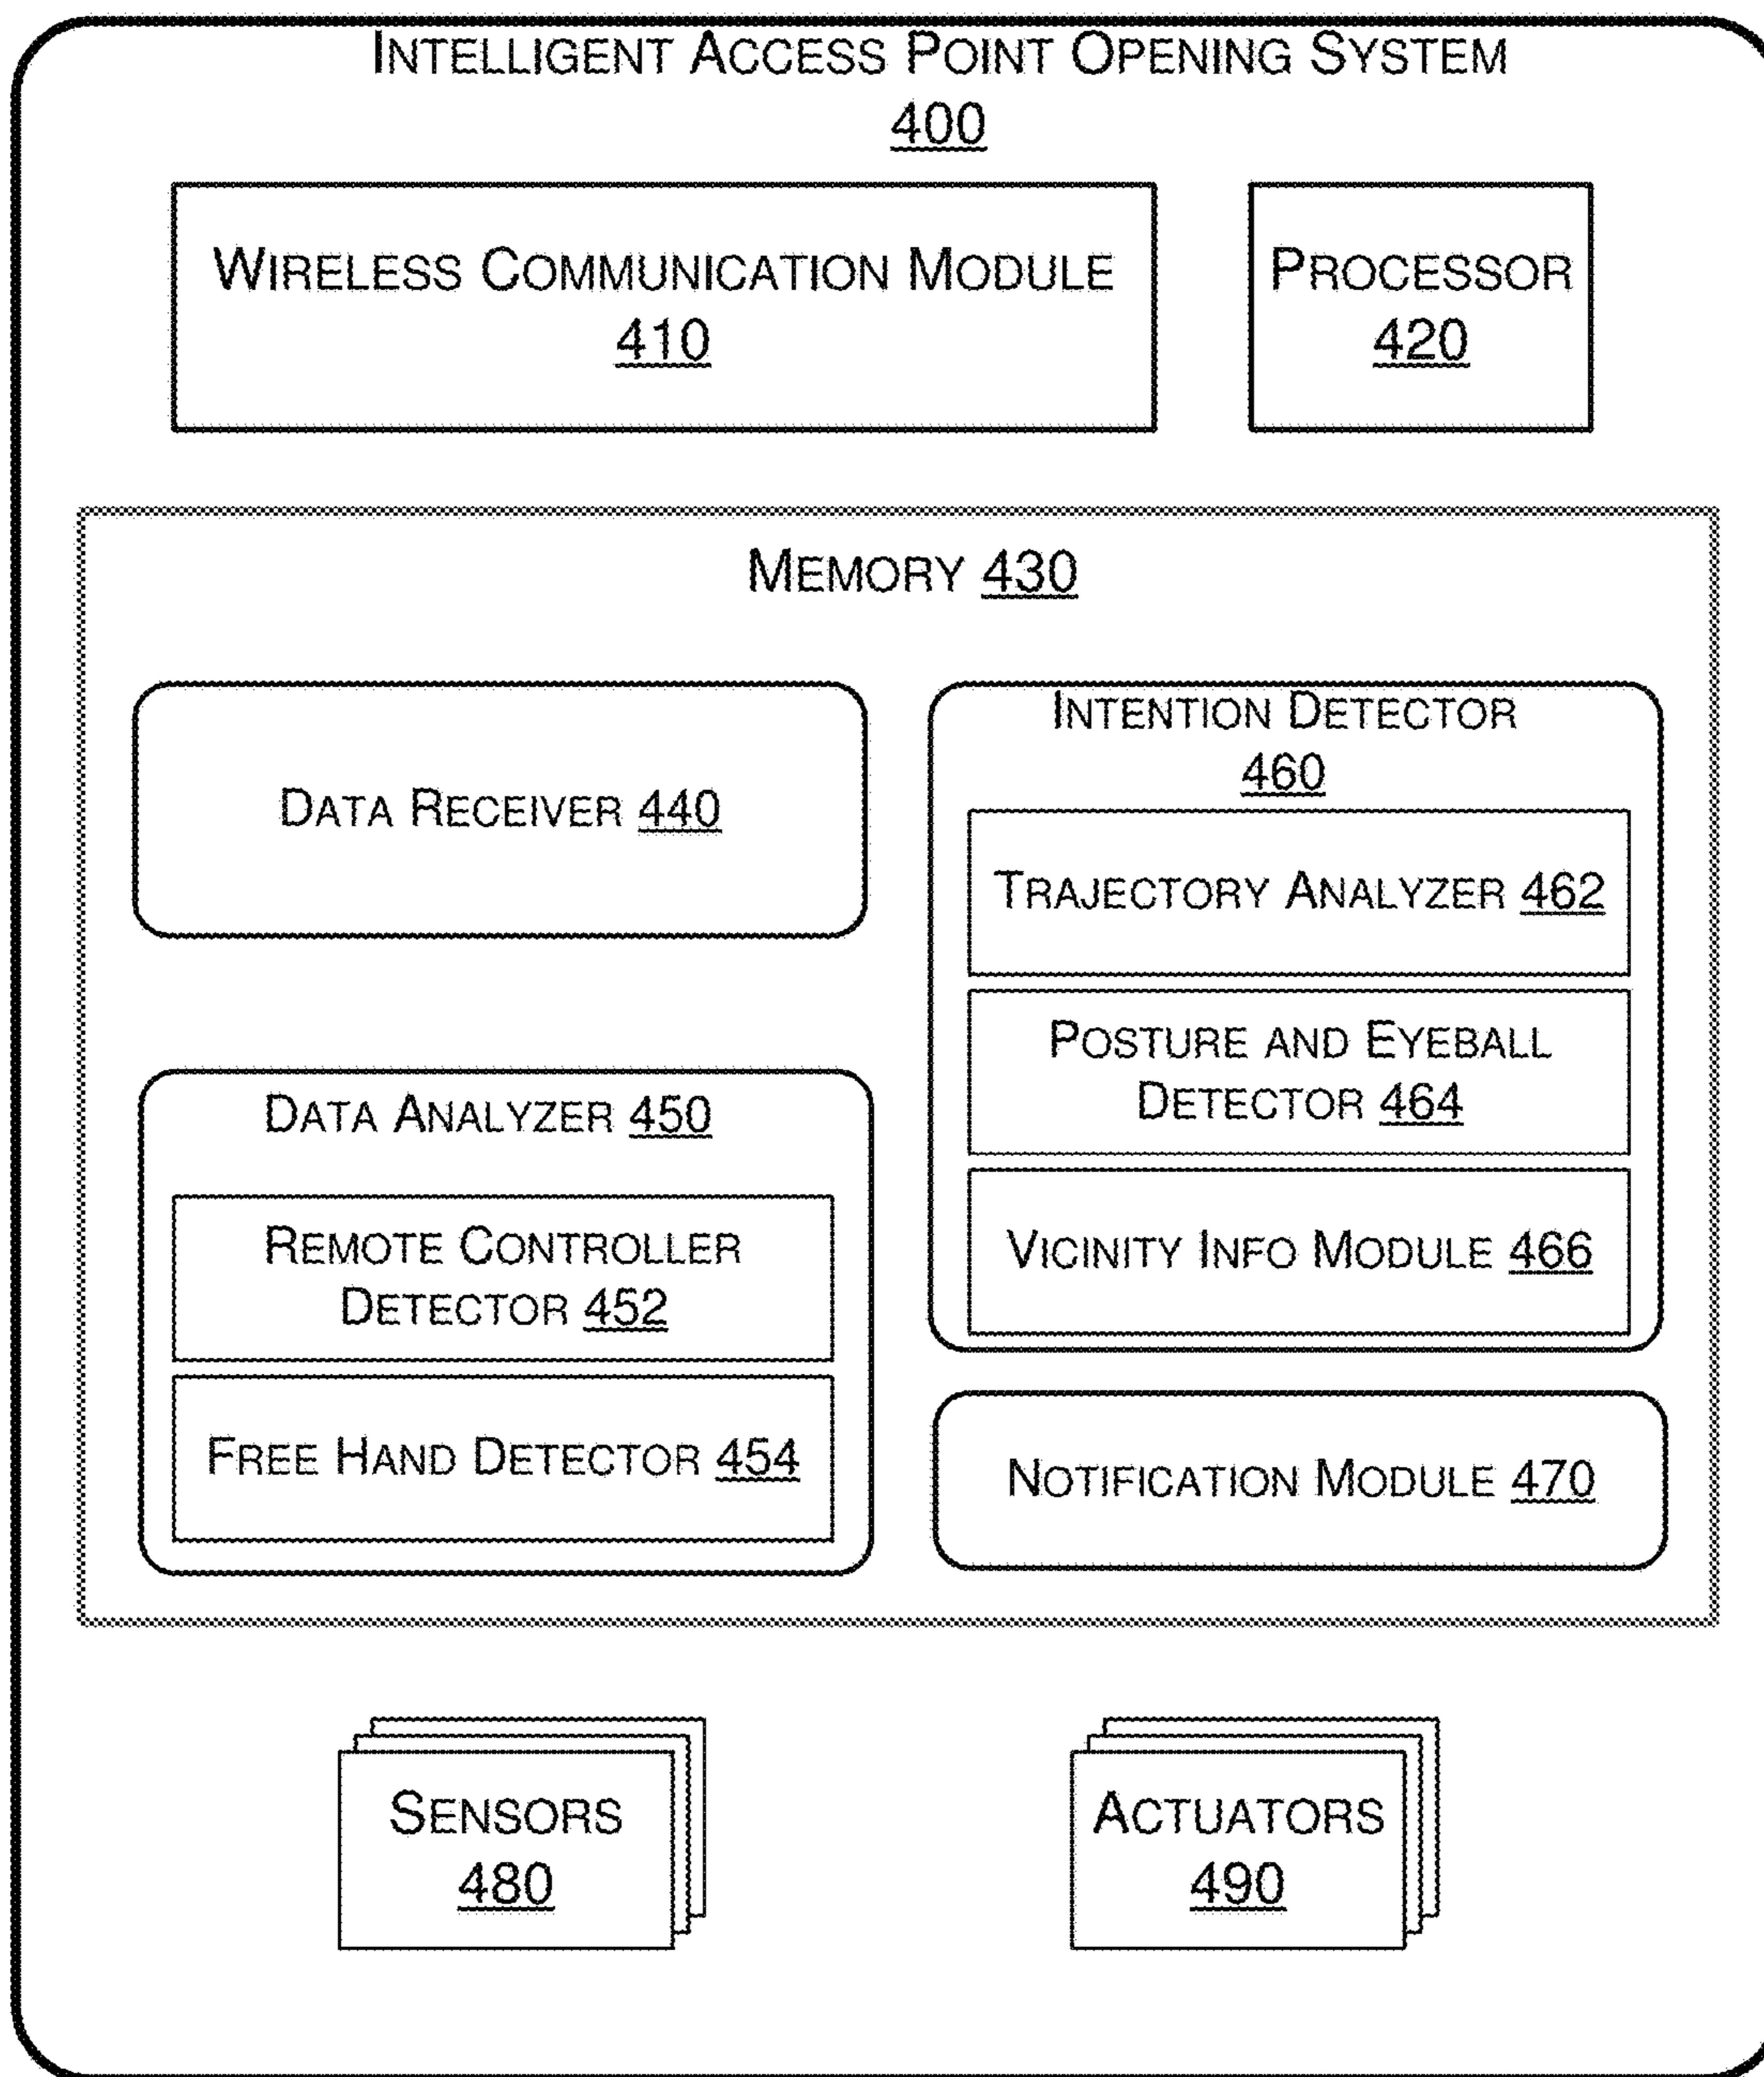 INTELLIGENT ACCESS POINT OPENING SYSTEM
400
WIRELESS COMMUNICATION MODULE
410
PROCESSOR
420
MEMORY 430
DATA RECEIVER 440
DATA ANALYZER 450
REMOTE CONTROLLER
DETECTOR 452
FREE HAND DETECTOR 454
INTENTION DETECTOR
460
TRAJECTORY ANALYZER 462
POSTURE AND EYEBALL
DETECTOR 464
VICINITY INFO MODULE 466
NOTIFICATION MODULE 470
SENSORS
480
ACTUATORS
490